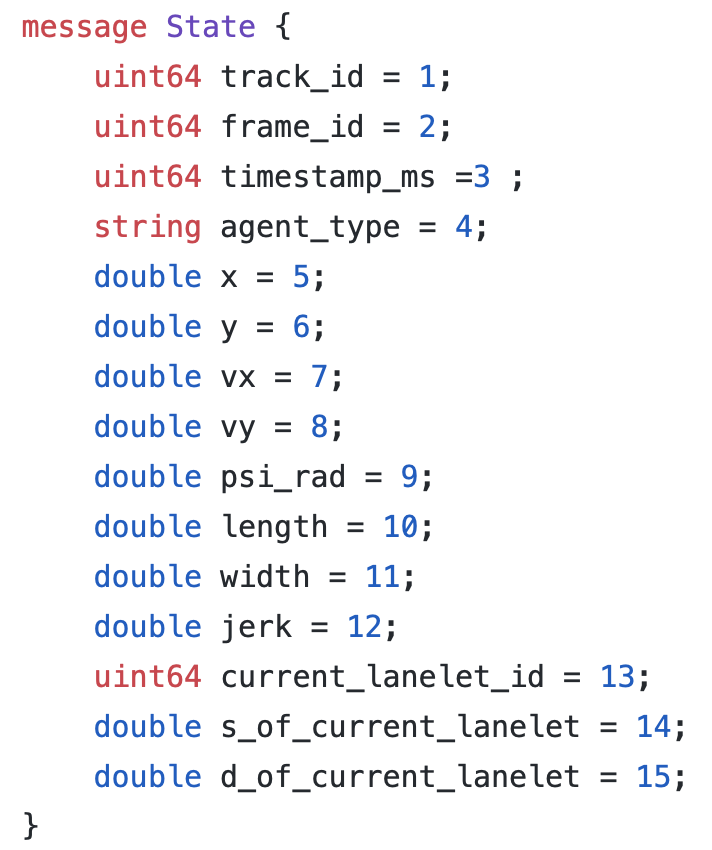 message State {
    uint64 track_id = 1;
    uint64 frame_id = 2;
    uint64 timestamp_ms =3 ;
    string agent_type = 4;
    double x = 5;
    double y = 6;
    double vx = 7;
    double vy = 8;
    double psi_rad = 9;
    double length = 10;
    double width = 11;
    double jerk = 12;
    uint64 current_lanelet_id = 13;
    double s_of_current_lanelet = 14;
    double d_of_current_lanelet = 15;
}